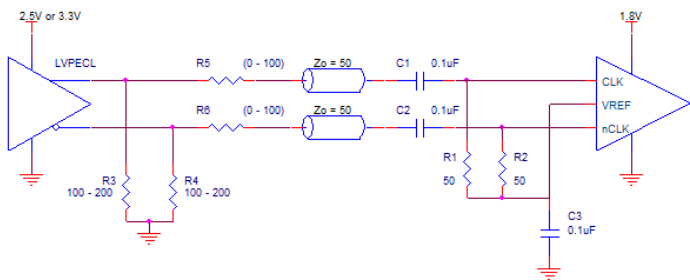 2.5V or 3.3V
1.8V
LVPECL
R5
(0 - 100)
Zo = 50
C1
0.1uF
CLK
VREF
R6
(0 - 100)
Zo = 50
C2
0.1uF
nCLK
R3
100 - 200
R4
100 - 200
R1
50
R2
50
C3
0.1uF